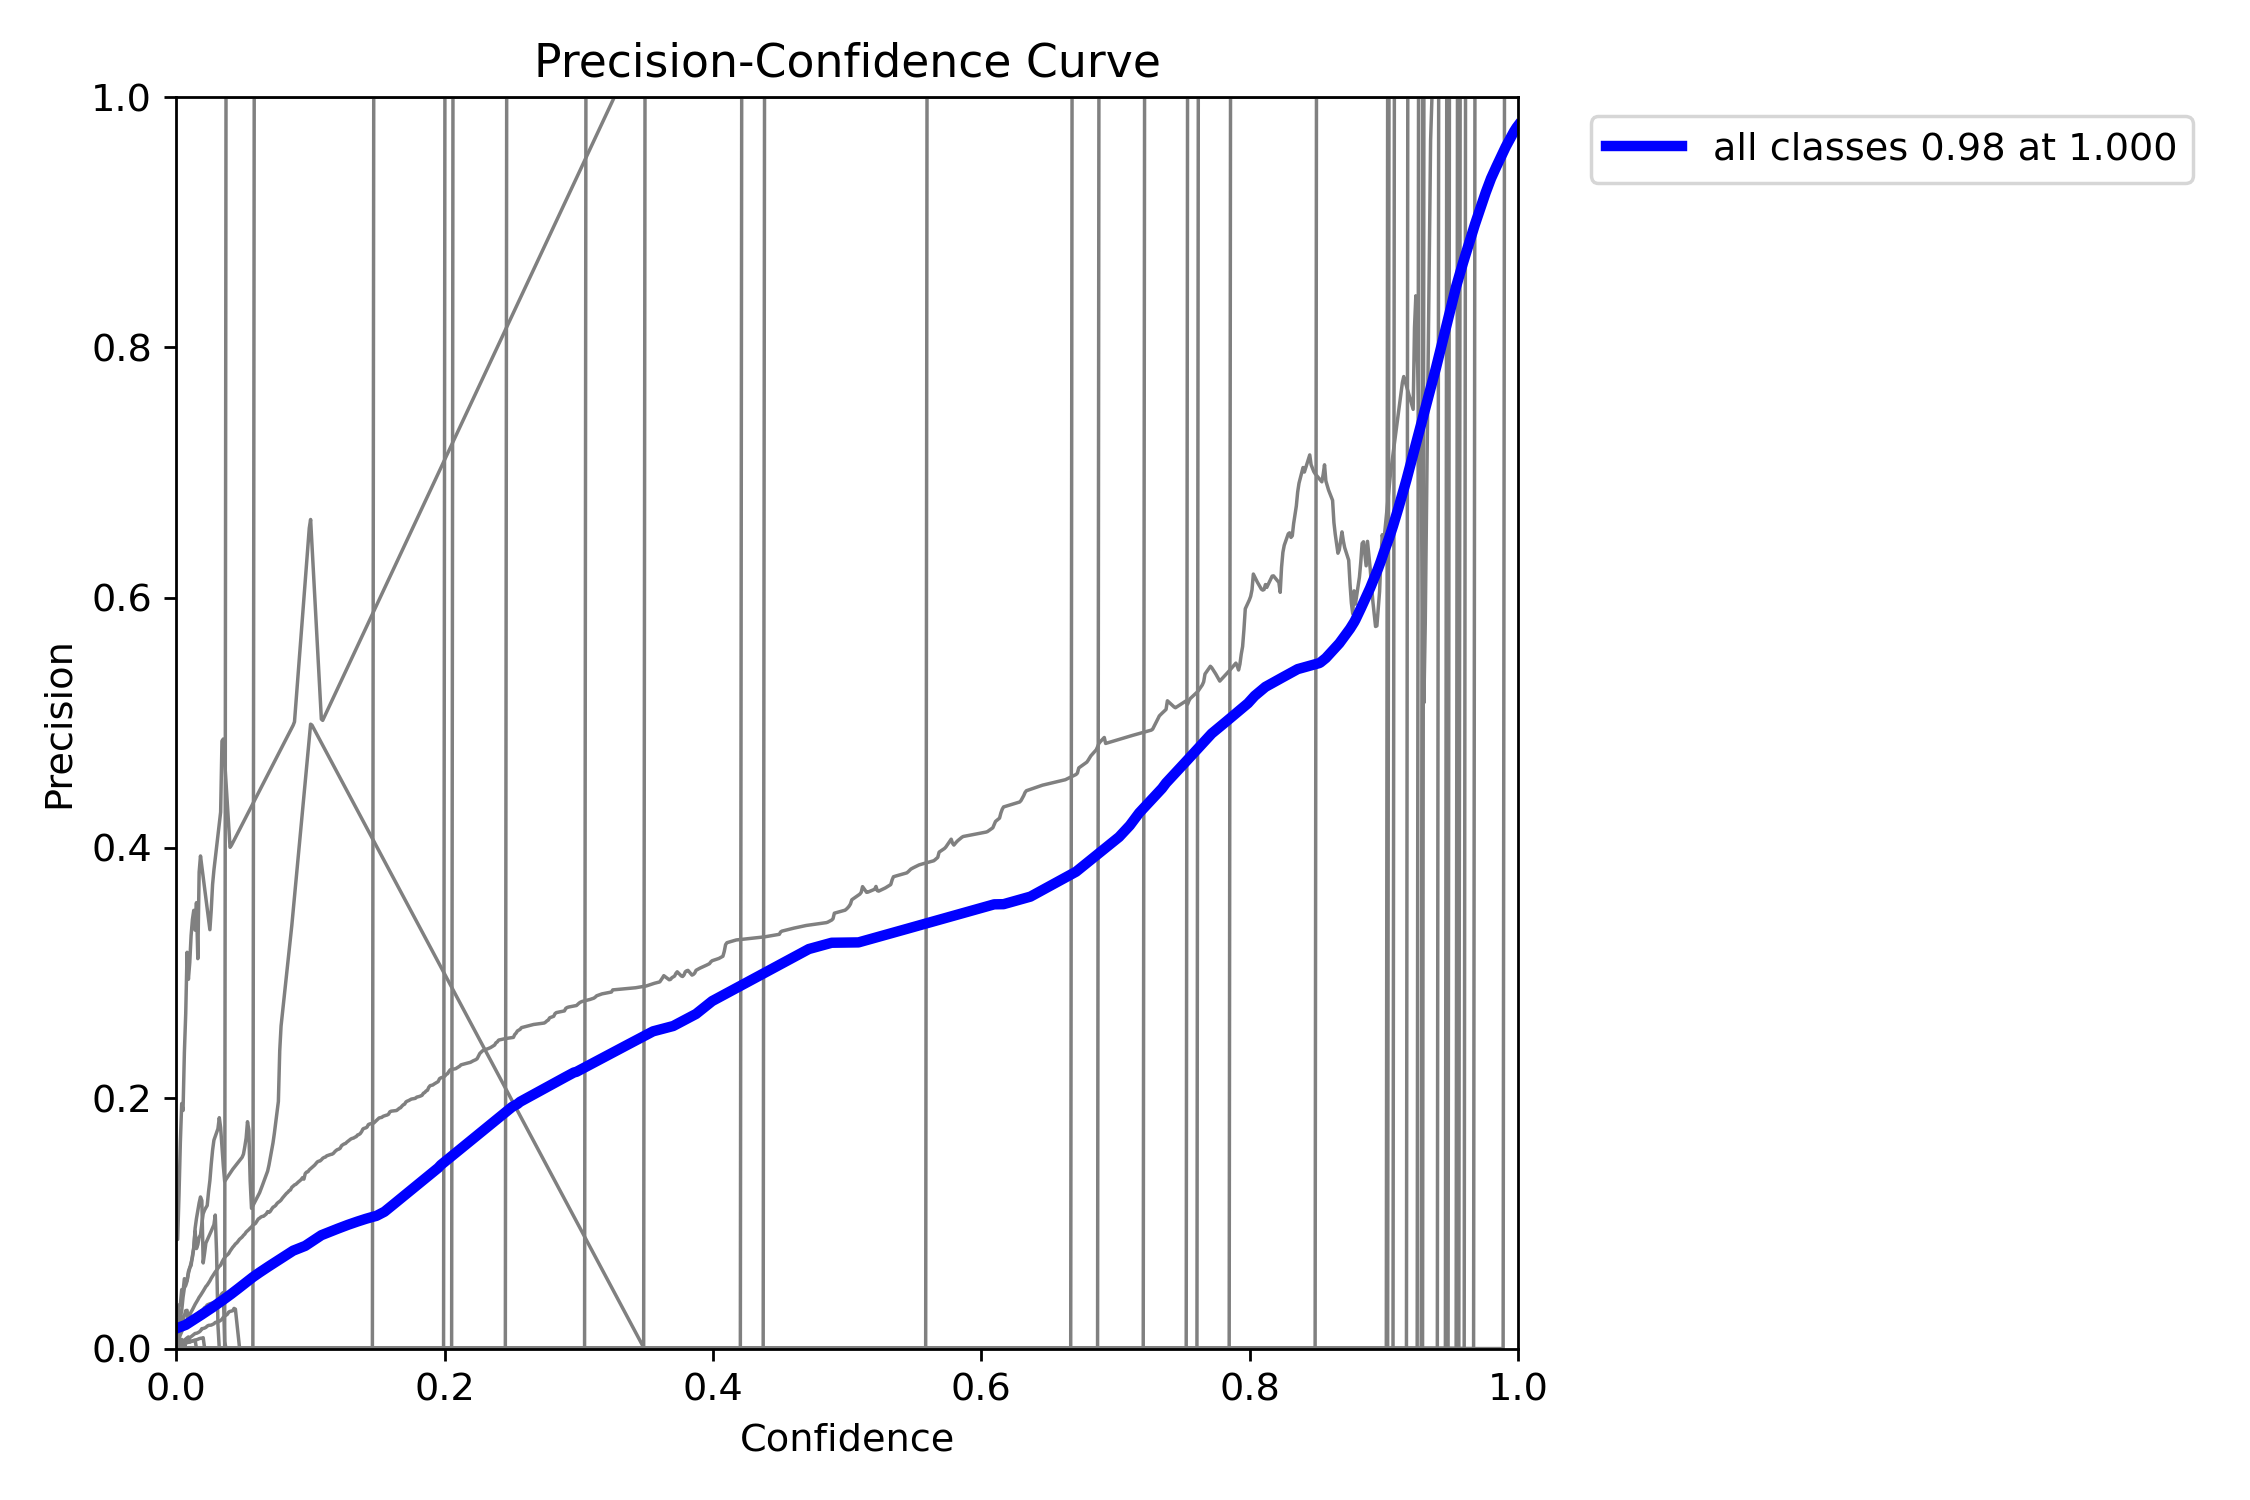 Precision-Confidence Curve
1.0
0.8
0.6
0.4
0.2
0.0
Precision
0.0 0.2 0.4 0.6 0.8 1.0
Confidence
all classes 0.98 at 1.000